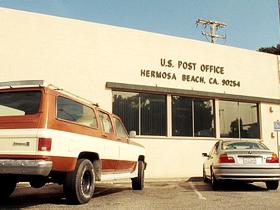 U.S. POST OFFICE
HERMOSA BEACH, CA. 90254